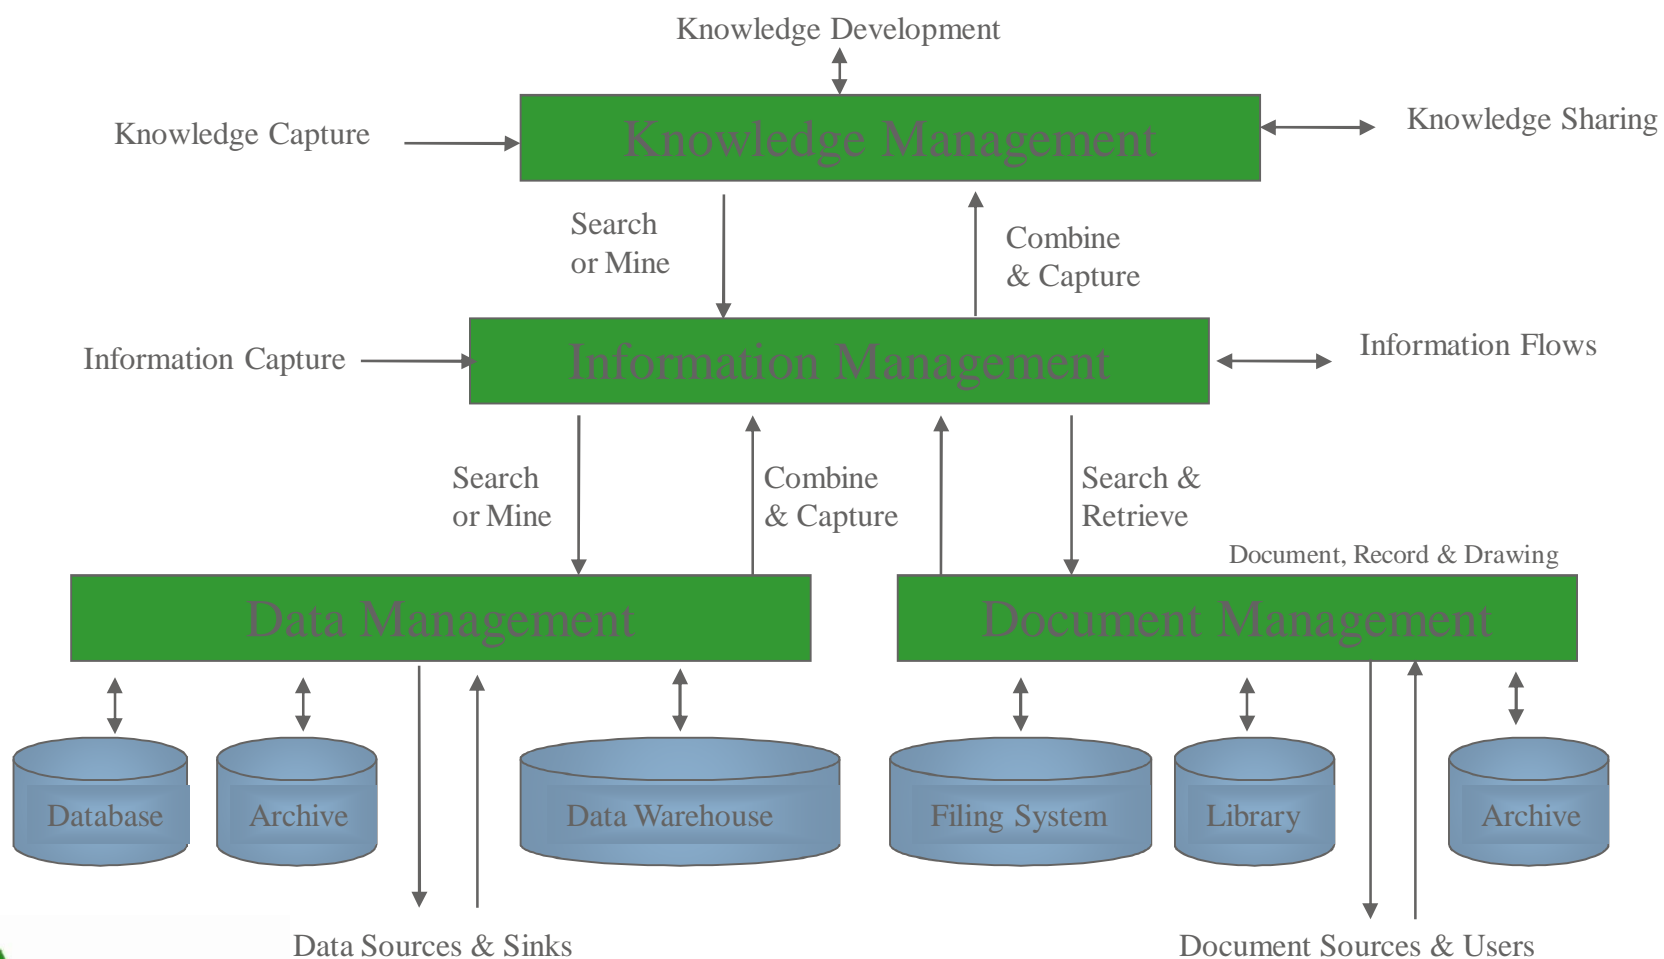 Knowledge Development
Knowledge Capture
Knowledge Management
Knowledge Sharing
Search
or Mine
Combine
& Capture
Information Capture
Information Management
Information Flows
Search
or Mine
Combine
& Capture
Search &
Retrieve
Document, Record & Drawing
Data Management
Document Management
Database
Archive
Data Warehouse
Filing System
Library
Archive
Data Sources & Sinks
Document Sources & Users